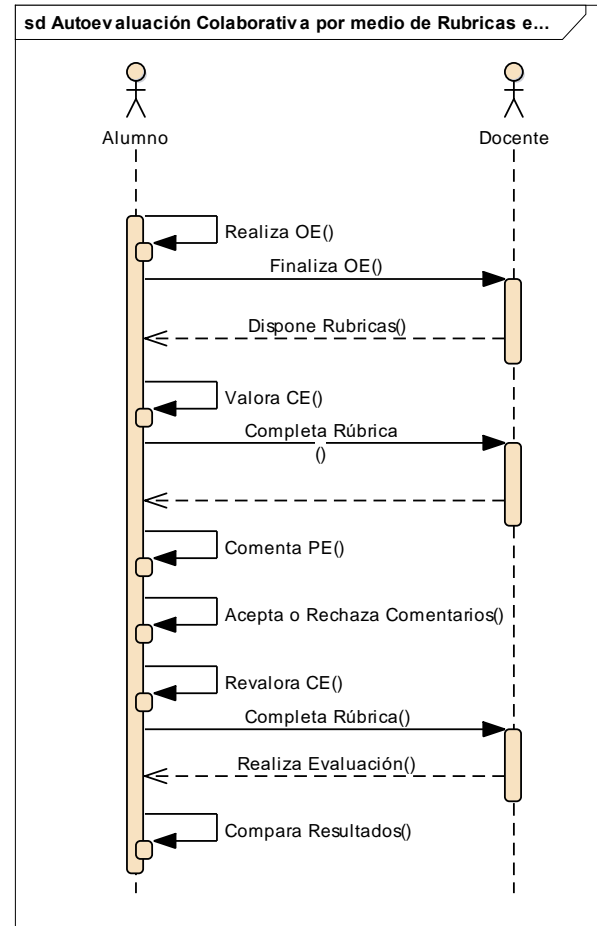 sd Autoevaluación Colaborativa por medio de Rubricas e...
Alumno
Docente
Realiza OE()
Finaliza OE()
Dispone Rubricas()
Valora CE()
Completa Rúbrica
()
Comenta PE()
Acepta o Rechaza Comentarios()
Revalora CE()
Completa Rúbrica()
Realiza Evaluación()
Compara Resultados()